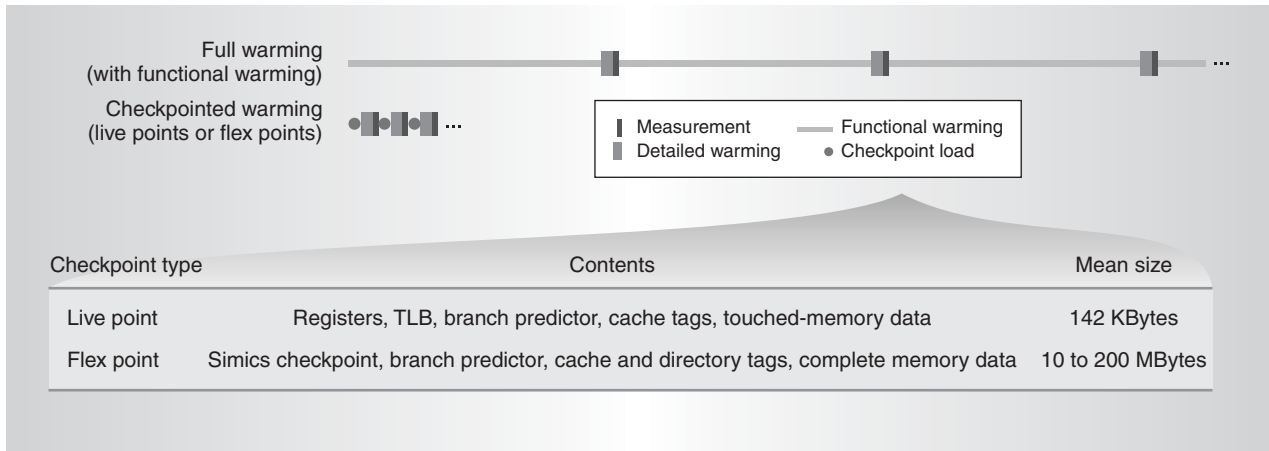 Full warming
(with functional warming)
...
Checkpointed warming
(live points or flex points)
...
Measurement
Functional warming
Detailed warming
Checkpoint load
Checkpoint type
Contents
Mean size
Live point
Registers, TLB, branch predictor, cache tags, touched-memory data
142 KBytes
Flex point
Simics checkpoint, branch predictor, cache and directory tags, complete memory data
10 to 200 MBytes